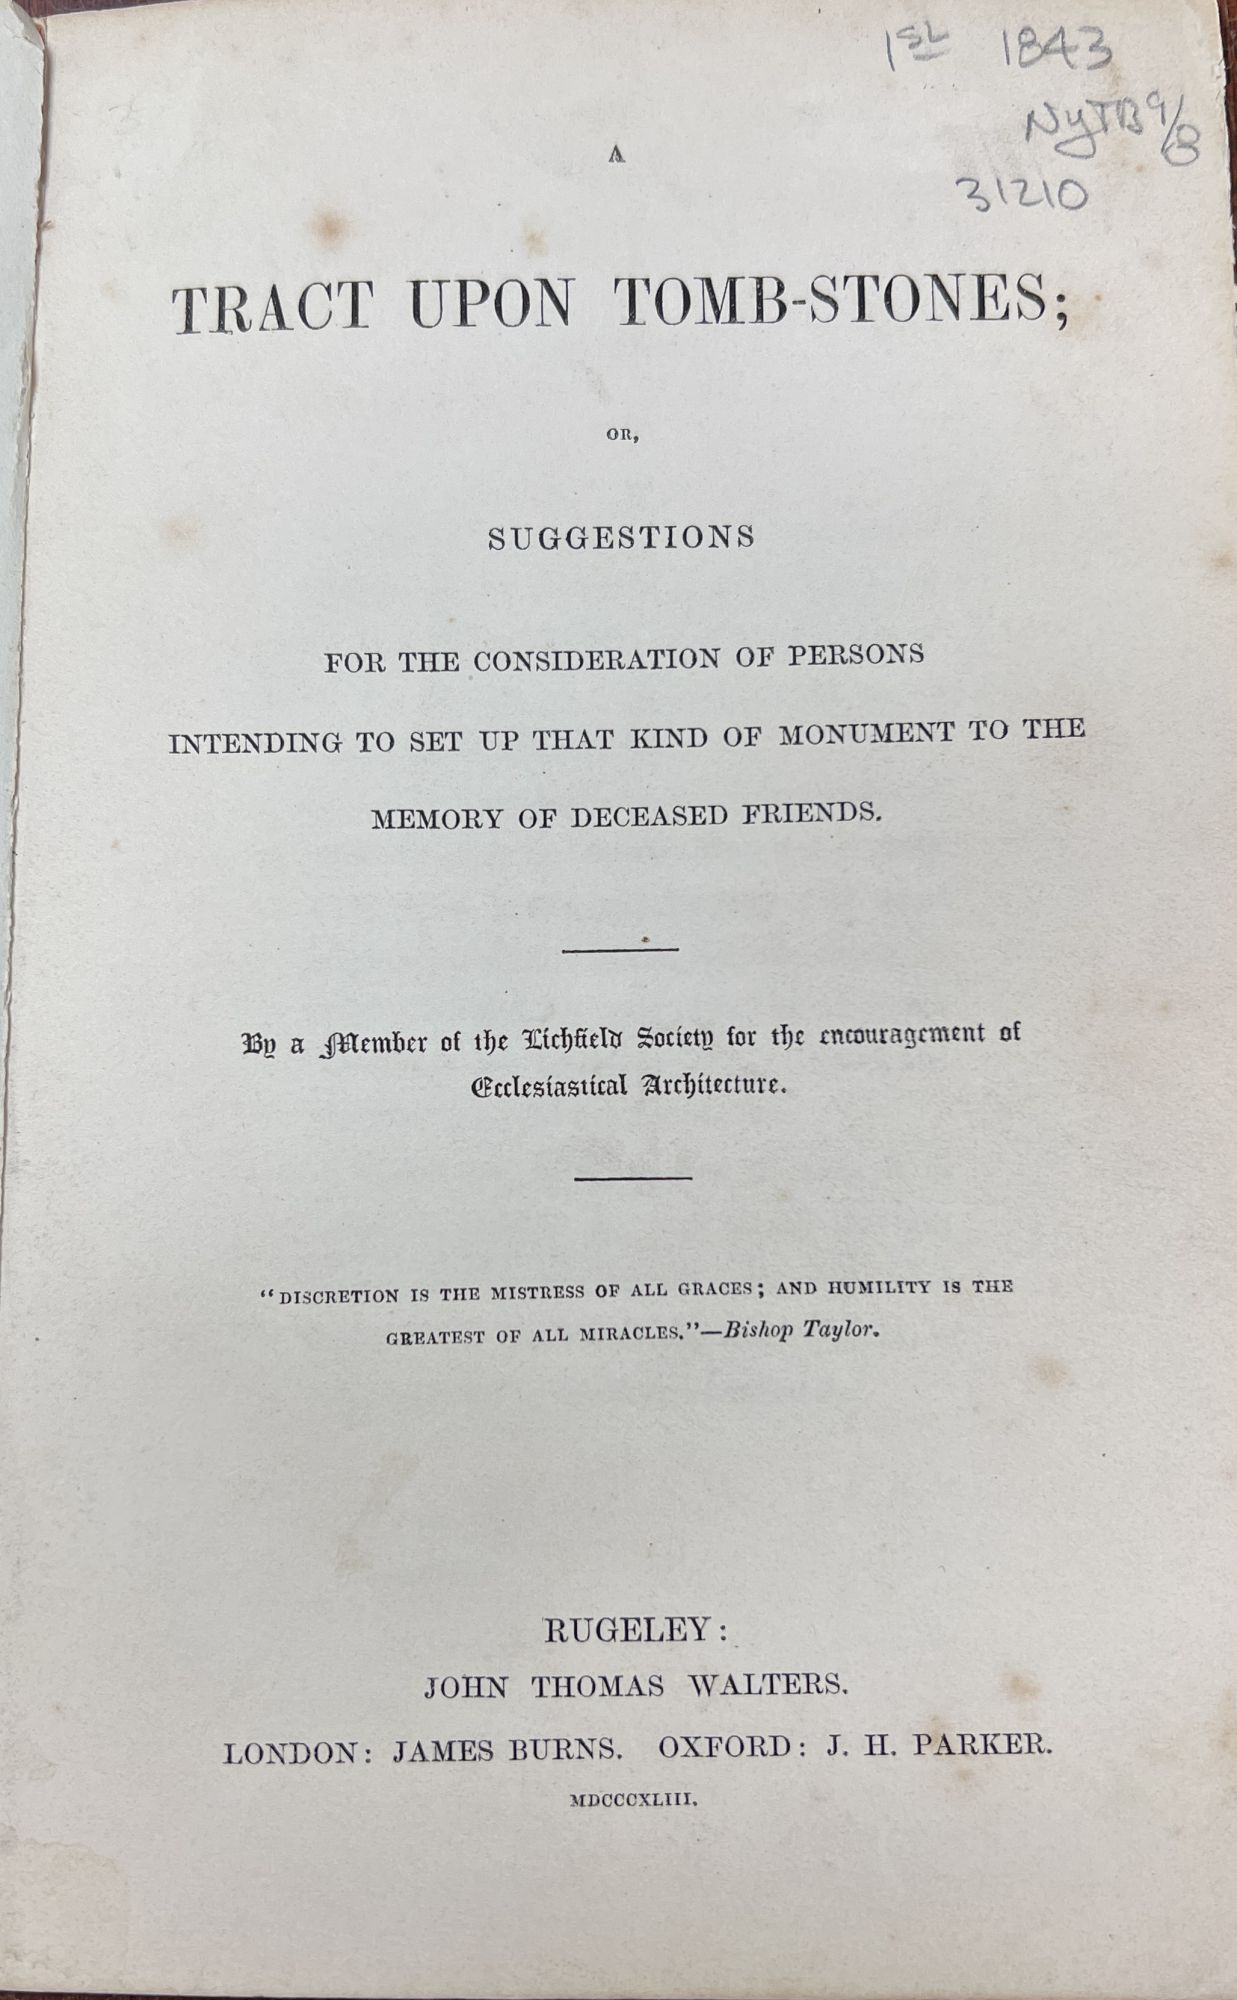 1st 1843
NyTB 9/8
31210
A
TRACT UPON TOMB-STONES;
OR,
SUGGESTIONS
FOR THE CONSIDERATION OF PERSONS
INTENDING TO SET UP THAT KIND OF MONUMENT TO THE
MEMORY OF DECEASED FRIENDS.
By a Member of the Lichfield Society for the encouragement of
Ecclesiastical Architecture.
"DISCRETION IS THE MISTRESS OF ALL GRACES; AND HUMILITY IS THE
GREATEST OF ALL MIRACLES."—Bishop Taylor.
RUGELEY:
JOHN THOMAS WALTERS.
LONDON: JAMES BURNS. OXFORD: J. H. PARKER.
MDCCCXLIII.